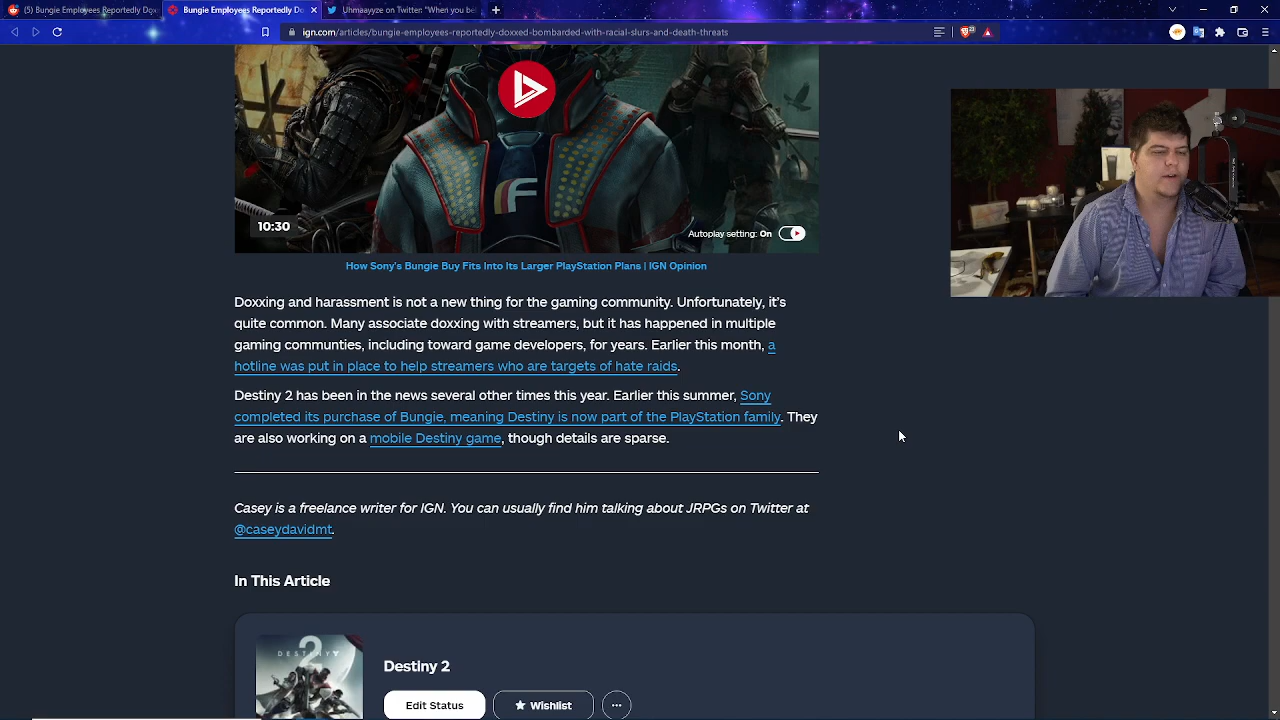 (5) Bungie Employees Reportedly Dox
Bungie Employees Reportedly Do
Uhmaayyze on Twitter: "When you bel
ign.com/articles/bungie-employees-reportedly-doxxed-bombarded-with-racial-slurs-and-death-threats
10:30
Autoplay setting: On
How Sony's Bungie Buy Fits Into Its Larger PlayStation Plans | IGN Opinion
Doxxing and harassment is not a new thing for the gaming community. Unfortunately, it's
quite common. Many associate doxxing with streamers, but it has happened in multiple
gaming communties, including toward game developers, for years. Earlier this month, a
hotline was put in place to help streamers who are targets of hate raids.
Destiny 2 has been in the news several other times this year. Earlier this summer, Sony
completed its purchase of Bungie, meaning Destiny is now part of the PlayStation family. They
are also working on a mobile Destiny game, though details are sparse.
Casey is a freelance writer for IGN. You can usually find him talking about JRPGs on Twitter at
@caseydavidmt.
In This Article
DESTINY 2
Destiny 2
Edit Status
Wishlist